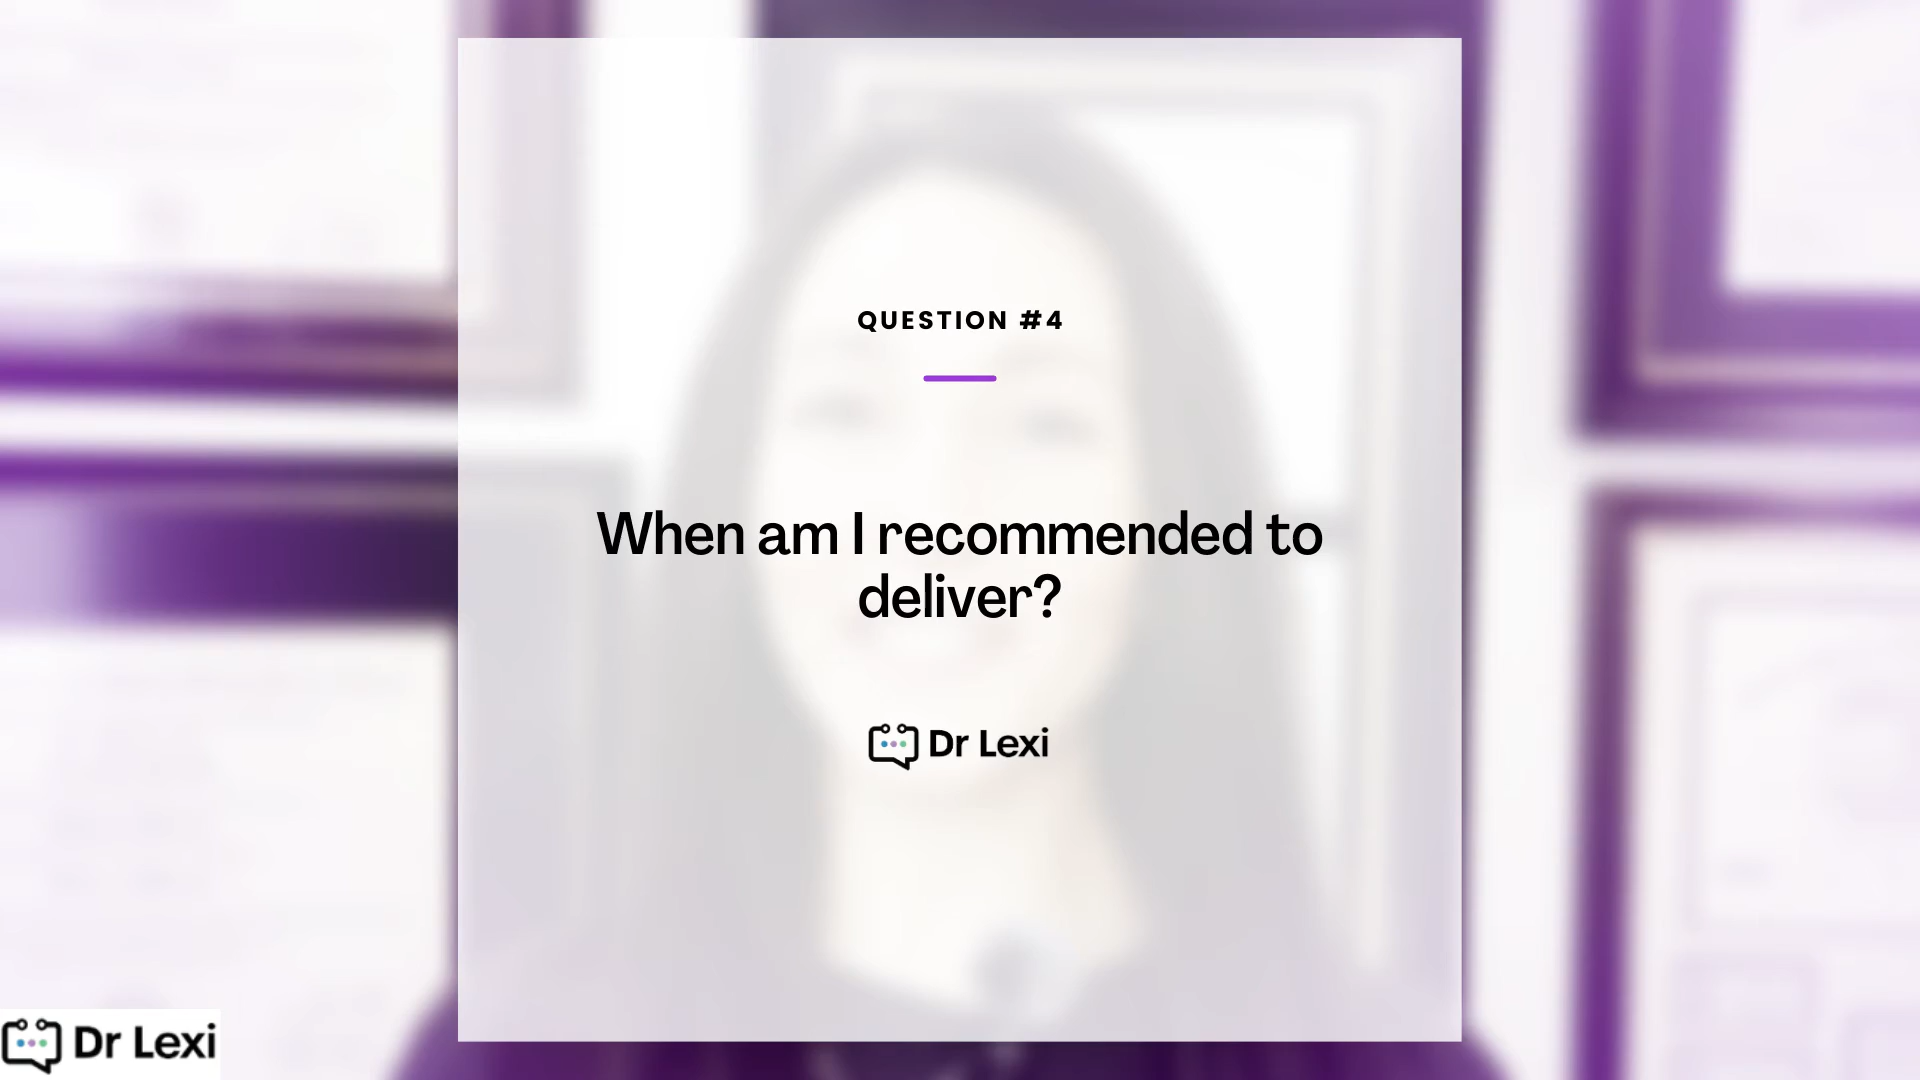 QUESTION #4
When am I recommended to
deliver?
Dr Lexi
Dr Lexi